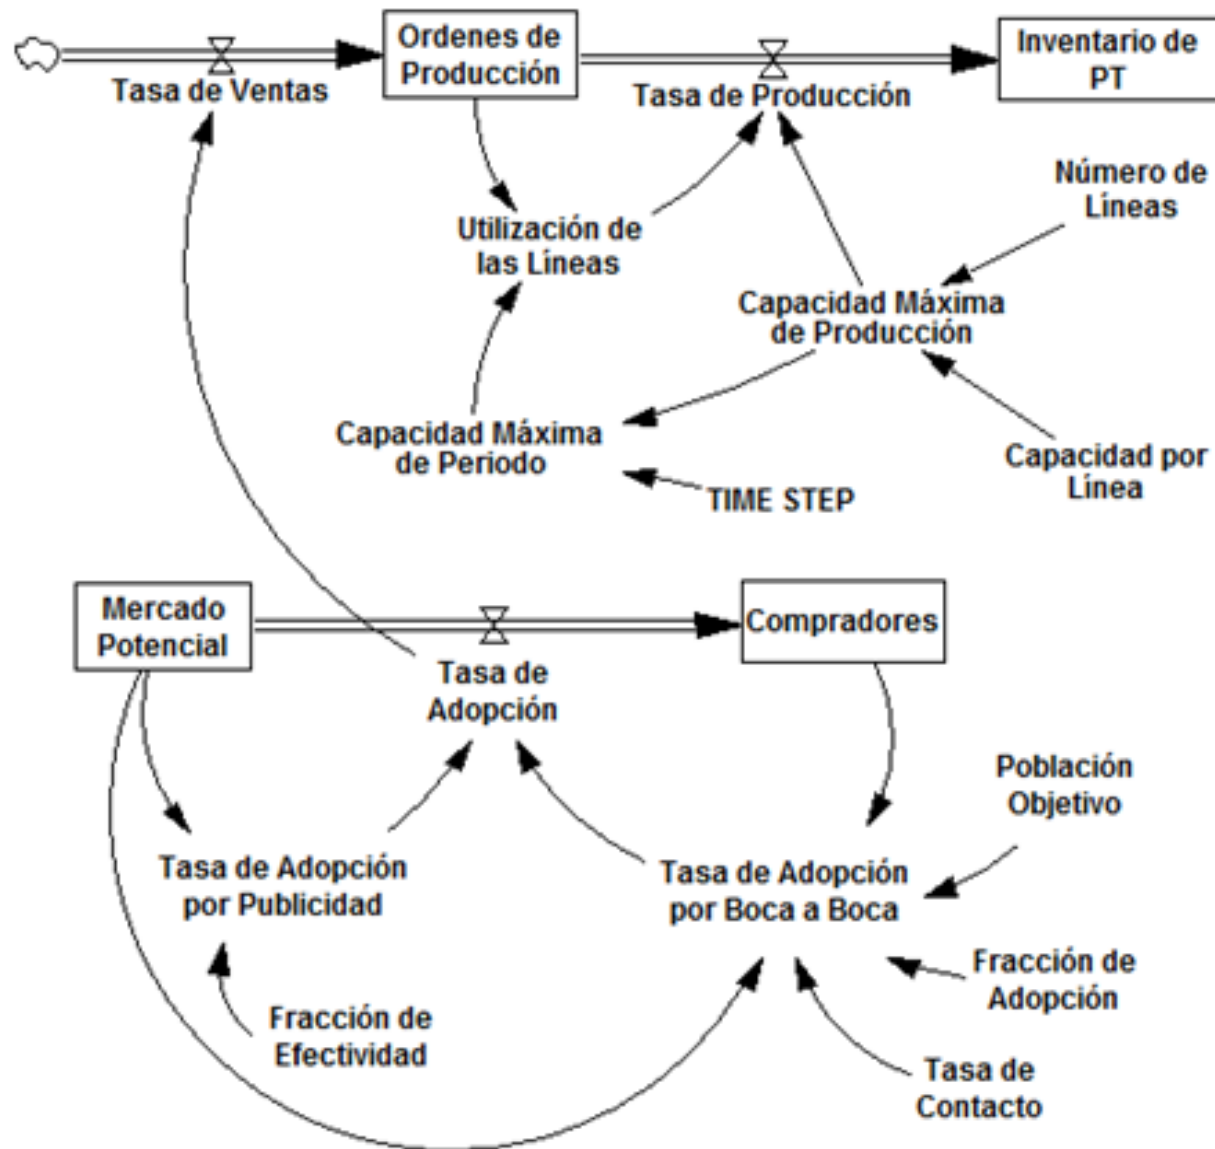 Ordenes de
Producción
Inventario de
PT
Tasa de Ventas
Tasa de Producción
Número de
Líneas
Utilización de
las Líneas
Capacidad Máxima
de Producción
Capacidad Máxima
de Periodo
Capacidad por
Línea
TIME STEP
Mercado
Potencial
Compradores
Tasa de
Adopción
Población
Objetivo
Tasa de Adopción
por Publicidad
Tasa de Adopción
por Boca a Boca
Fracción de
Adopción
Fracción de
Efectividad
Tasa de
Contacto